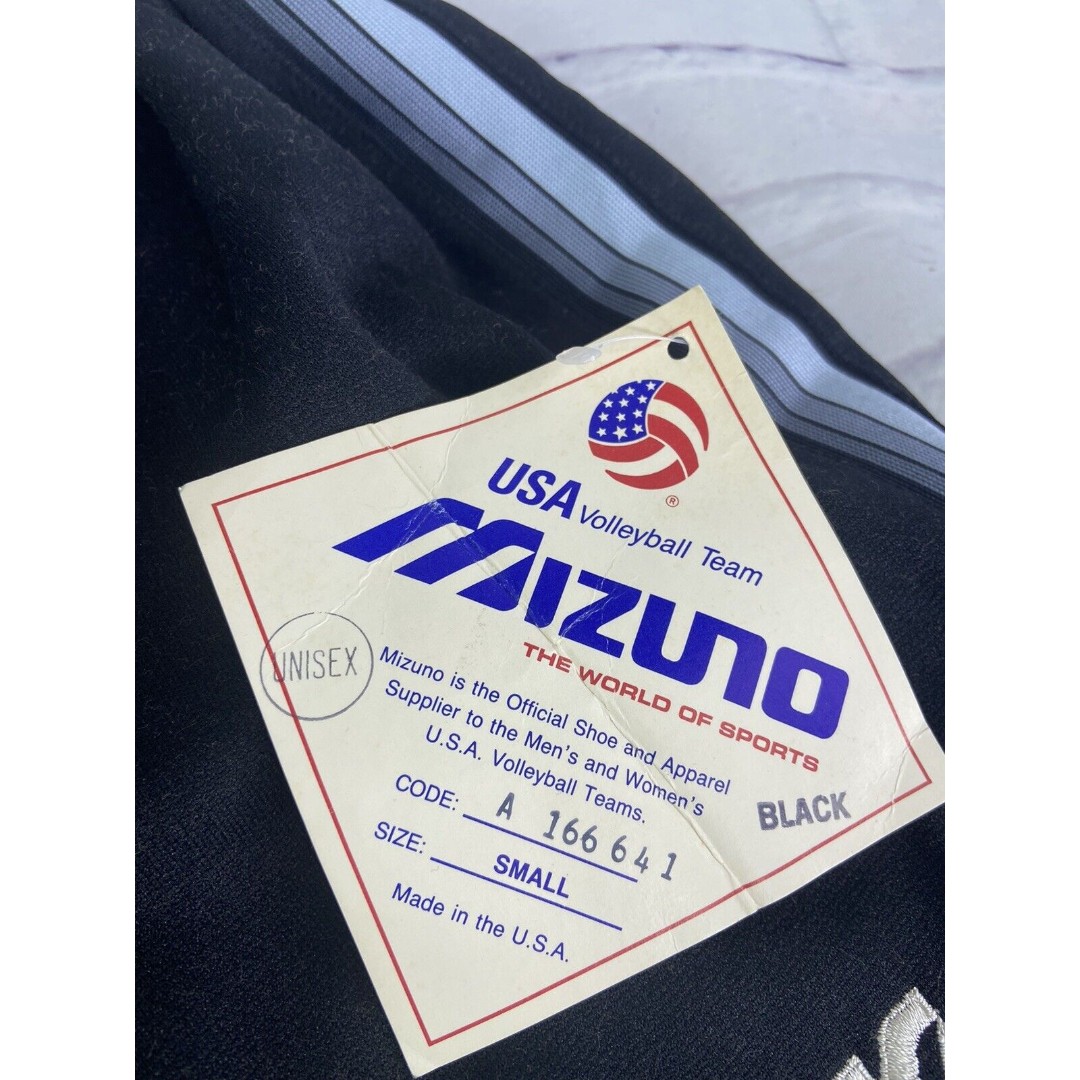 USA Volleyball Team
®
MIZUNO
THE WORLD OF SPORTS
UNISEX
Mizuno is the Official Shoe and Apparel
Supplier to the Men's and Women's
U.S.A. Volleyball Teams.
CODE: A 166641
BLACK
SIZE: SMALL
Made in the U.S.A.